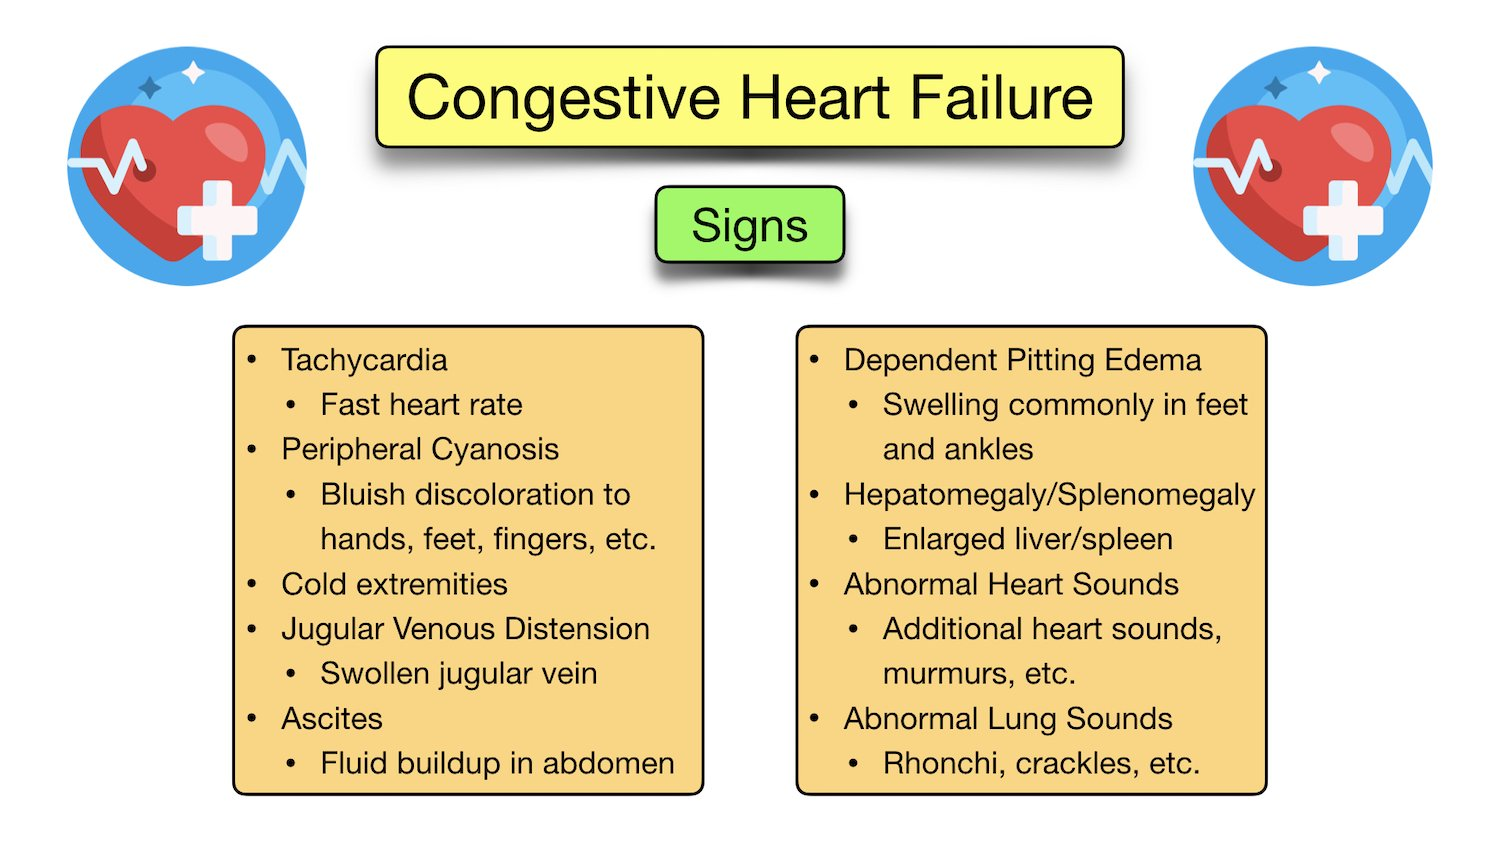 Congestive Heart Failure
Signs
• Tachycardia
• Fast heart rate
• Peripheral Cyanosis
• Bluish discoloration to
hands, feet, fingers, etc.
• Cold extremities
• Jugular Venous Distension
• Swollen jugular vein
• Ascites
• Fluid buildup in abdomen
• Dependent Pitting Edema
• Swelling commonly in feet
and ankles
• Hepatomegaly/Splenomegaly
• Enlarged liver/spleen
• Abnormal Heart Sounds
• Additional heart sounds,
murmurs, etc.
• Abnormal Lung Sounds
• Rhonchi, crackles, etc.